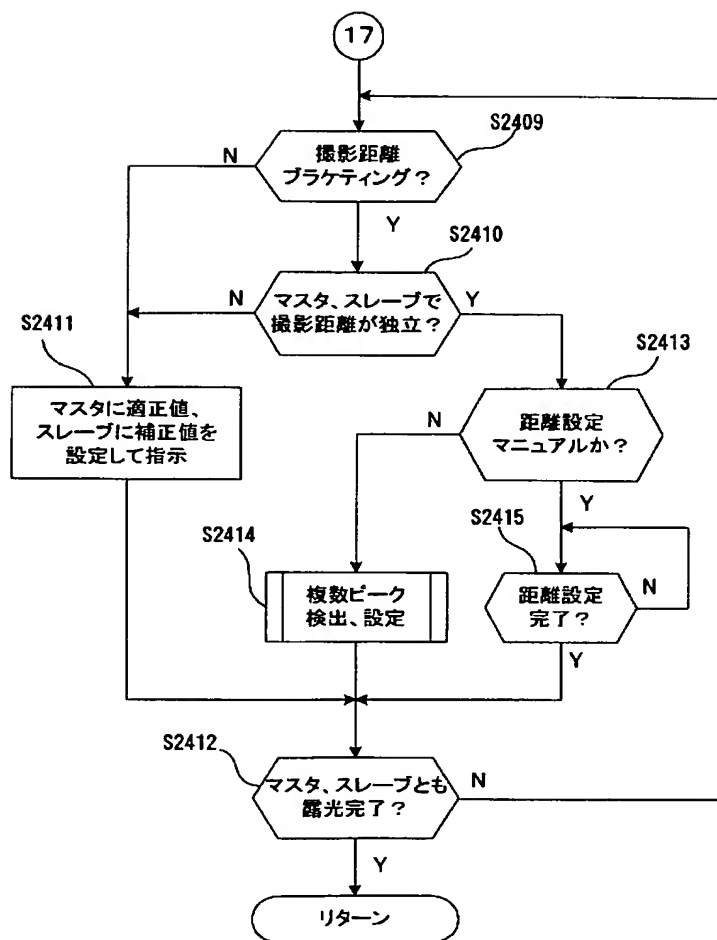 17
S2409
撮影距離
ブラケティング？
N
Y
S2410
マスタ、スレーブで
撮影距離が独立？
N
Y
S2411
マスタに適正値、
スレーブに補正値を
設定して指示
S2413
距離設定
マニュアルか？
N
Y
S2414
複数ピーク
検出、設定
S2415
距離設定
完了？
N
Y
S2412
マスタ、スレーブとも
露光完了？
N
Y
リターン